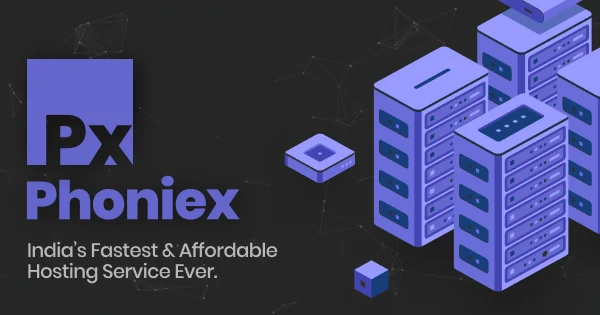 Px
Phoniex
India's Fastest & Affordable
Hosting Service Ever.